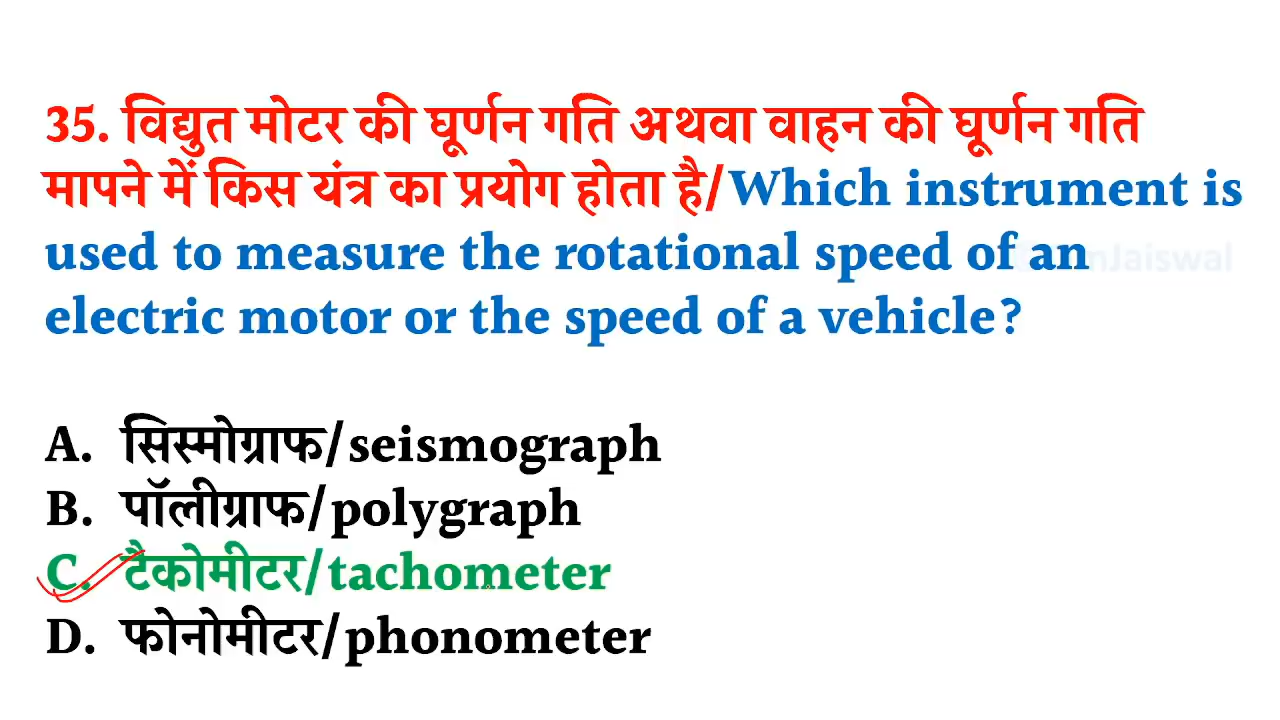 35. विद्युत मोटर की घूर्णन गति अथवा वाहन की घूर्णन गति
मापने में किस यंत्र का प्रयोग होता है/Which instrument is
used to measure the rotational speed of an
electric motor or the speed of a vehicle?
A. सिस्मोग्राफ/seismograph
B. पॉलीग्राफ/polygraph
C. टैकोमीटर/tachometer
D. फोनोमीटर/phonometer